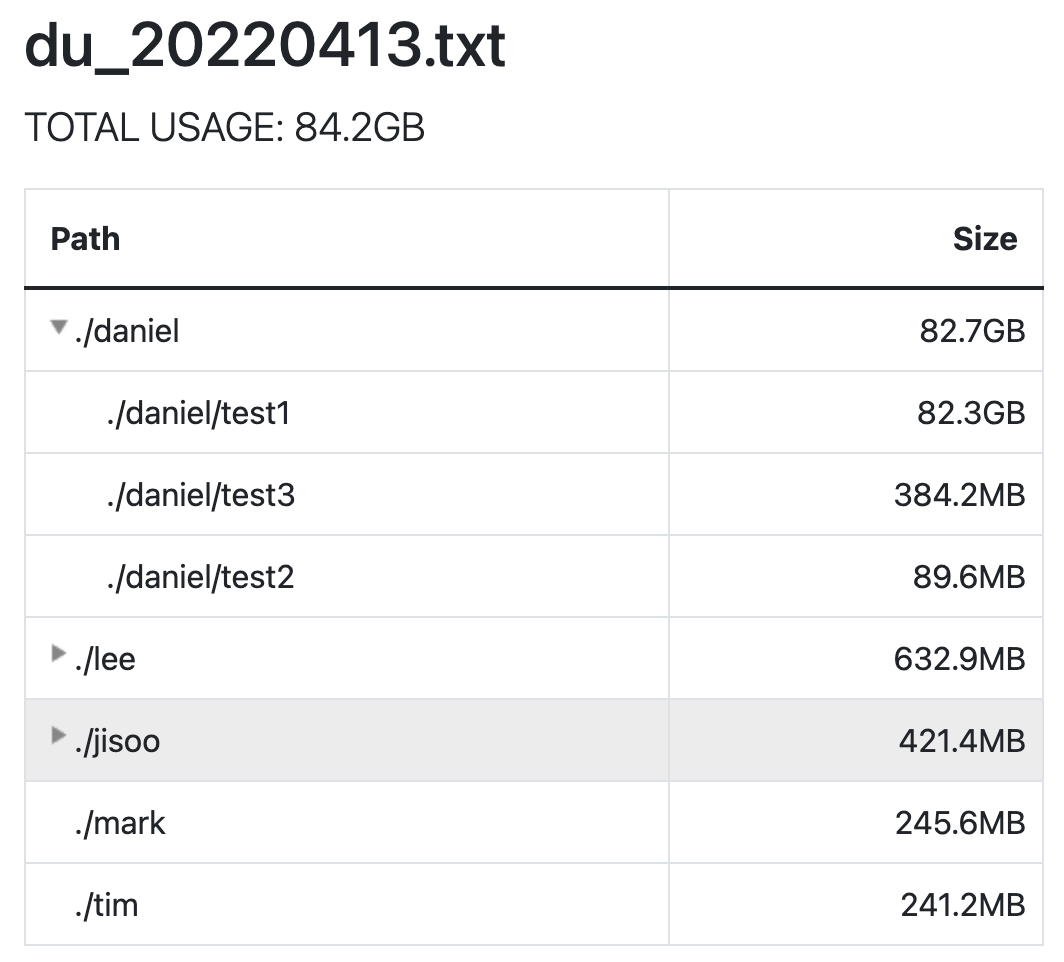 du_20220413.txt
TOTAL USAGE: 84.2GB
Path Size
./daniel 82.7GB
./daniel/test1 82.3GB
./daniel/test3 384.2MB
./daniel/test2 89.6MB
./lee 632.9MB
./jisoo 421.4MB
./mark 245.6MB
./tim 241.2MB